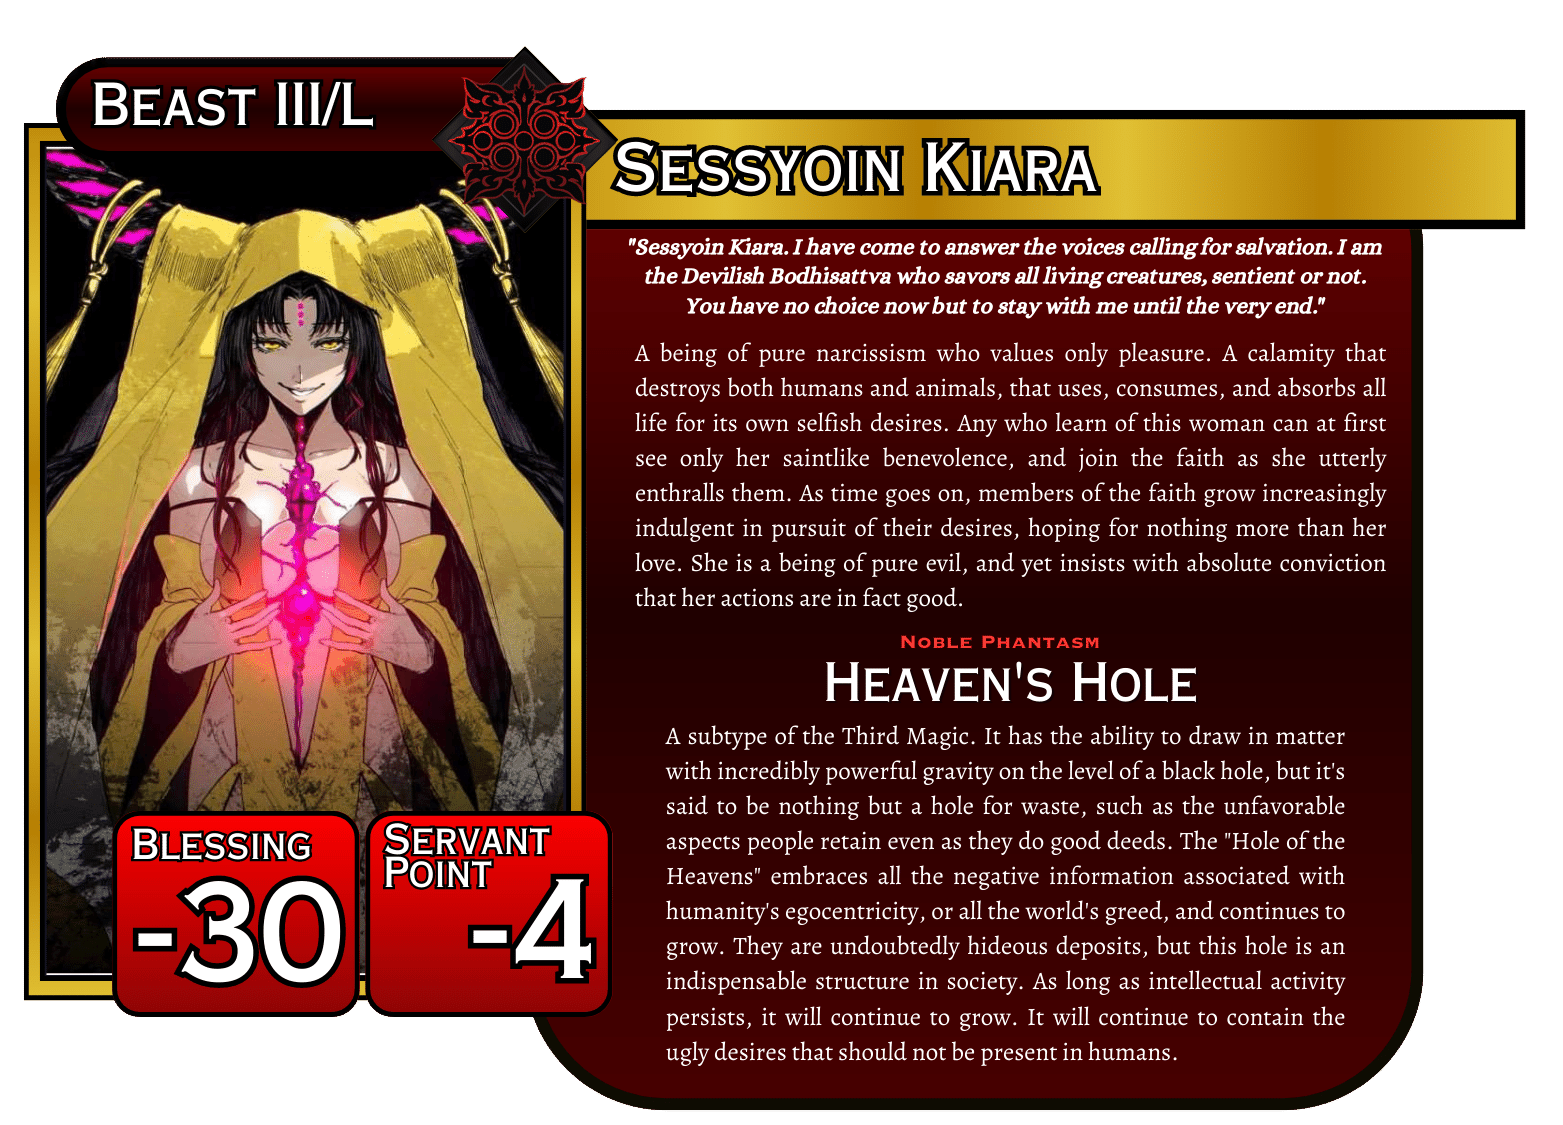 Beast III/L
Sessyoin Kiara
"Sessyoin Kiara. I have come to answer the voices calling for salvation. I am
the Devilish Bodhisattva who savors all living creatures, sentient or not.
You have no choice now but to stay with me until the very end."
A being of pure narcissism who values only pleasure. A calamity that
destroys both humans and animals, that uses, consumes, and absorbs all
life for its own selfish desires. Any who learn of this woman can at first
see only her saintlike benevolence, and join the faith as she utterly
enthralls them. As time goes on, members of the faith grow increasingly
indulgent in pursuit of their desires, hoping for nothing more than her
love. She is a being of pure evil, and yet insists with absolute conviction
that her actions are in fact good.
Noble Phantasm
Heaven's Hole
A subtype of the Third Magic. It has the ability to draw in matter
with incredibly powerful gravity on the level of a black hole, but it's
said to be nothing but a hole for waste, such as the unfavorable
aspects people retain even as they do good deeds. The "Hole of the
Heavens" embraces all the negative information associated with
humanity's egocentricity, or all the world's greed, and continues to
grow. They are undoubtedly hideous deposits, but this hole is an
indispensable structure in society. As long as intellectual activity
persists, it will continue to grow. It will continue to contain the
ugly desires that should not be present in humans.
Blessing
-30
Servant
Point
-4